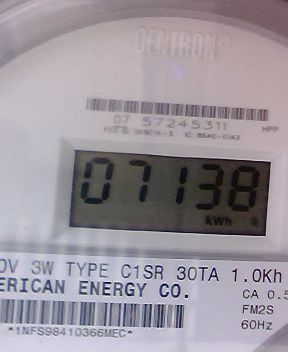 CENTRON®
07 57245311 HPP
07138
kWh
0V 3W TYPE C1SR 30TA 1.0Kh
ERICAN ENERGY CO. CA 0.5
FM2S
*1NFS98410366MEC* 60Hz